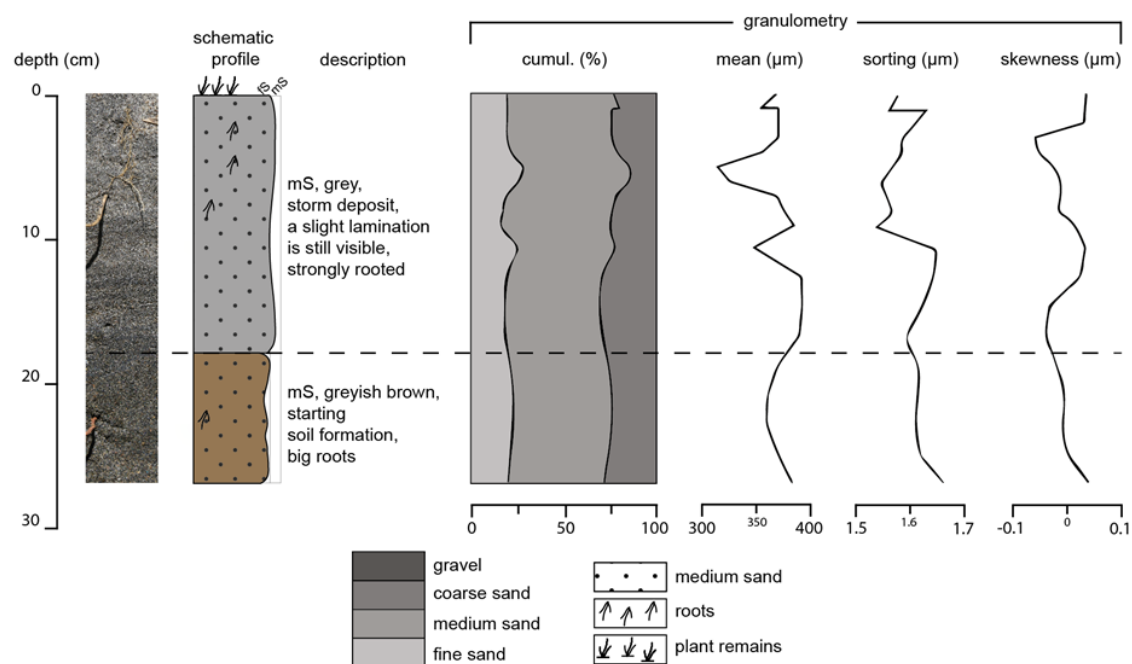 granulometry
depth (cm)
schematic
profile
description
cumul. (%)
mean (µm)
sorting (µm)
skewness (µm)
fS
mS
0
10
20
30
mS, grey,
storm deposit,
a slight lamination
is still visible,
strongly rooted
mS, greyish brown,
starting
soil formation,
big roots
0
50
100
300
350
400
1.5
1.6
1.7
-0.1
0
0.1
gravel
coarse sand
medium sand
fine sand
medium sand
roots
plant remains